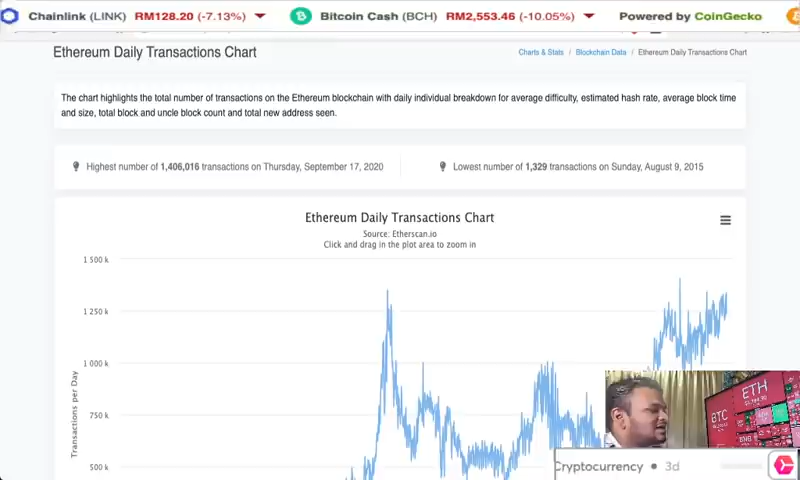 Chainlink (LINK) RM128.20 (-7.13%) Bitcoin Cash (BCH) RM2,553.46 (-10.05%) Powered by CoinGecko
Ethereum Daily Transactions Chart
Charts & Stats / Blockchain Data / Ethereum Daily Transactions Chart
The chart highlights the total number of transactions on the Ethereum blockchain with daily individual breakdown for average difficulty, estimated hash rate, average block time
and size, total block and uncle block count and total new address seen.
Highest number of 1,406,016 transactions on Thursday, September 17, 2020
Lowest number of 1,329 transactions on Sunday, August 9, 2015
Ethereum Daily Transactions Chart
Source: Etherscan.io
Click and drag in the plot area to zoom in
Transactions per Day
1 500 k
1 250 k
1 000 k
750 k
500 k
ETH
BTC
BNB
Cryptocurrency • 3d